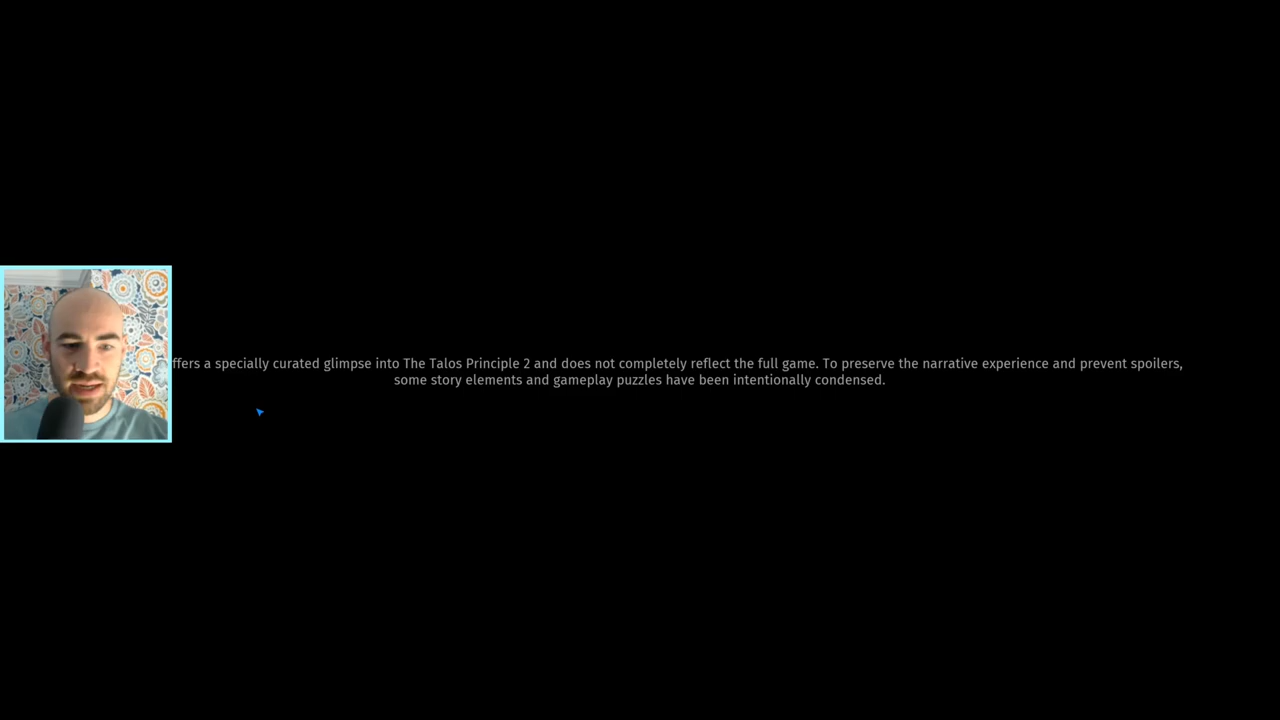 ffers a specially curated glimpse into The Talos Principle 2 and does not completely reflect the full game. To preserve the narrative experience and prevent spoilers,
some story elements and gameplay puzzles have been intentionally condensed.